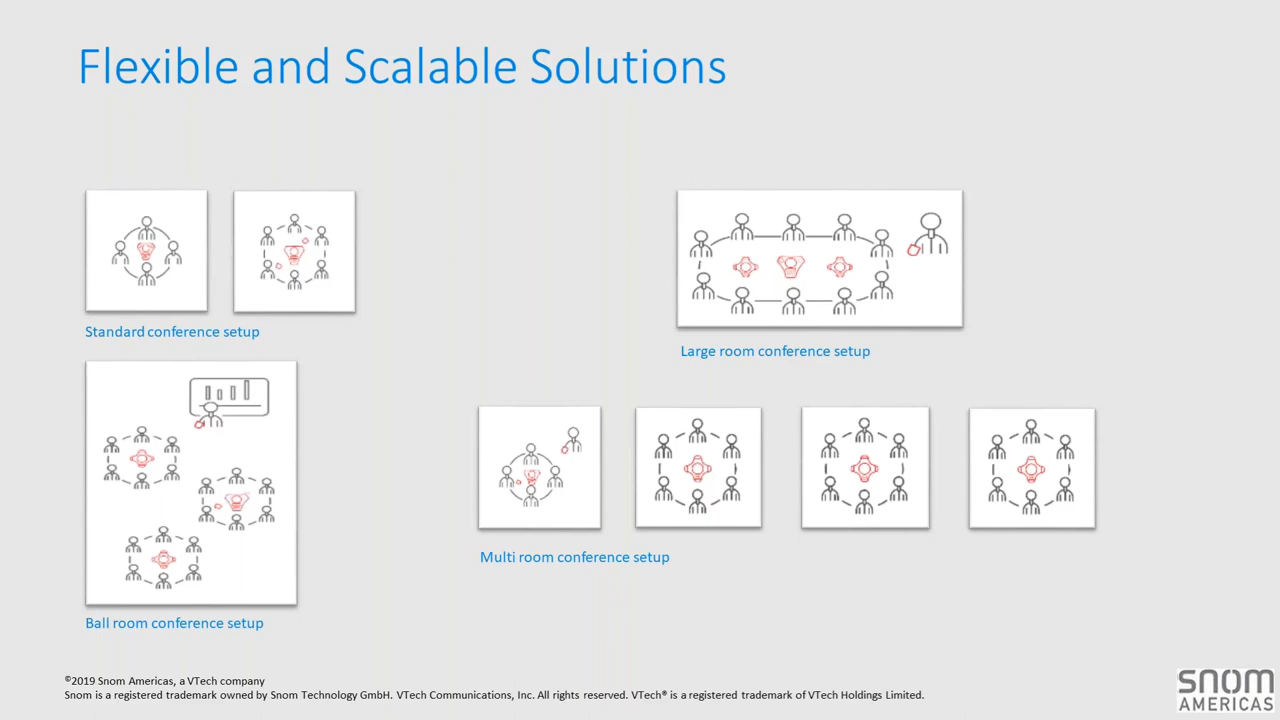 Flexible and Scalable Solutions
Standard conference setup
Large room conference setup
Multi room conference setup
Ball room conference setup
©2019 Snom Americas, a VTech company
Snom is a registered trademark owned by Snom Technology GmbH. VTech Communications, Inc. All rights reserved. VTech® is a registered trademark of VTech Holdings Limited.
snom
AMERICAS